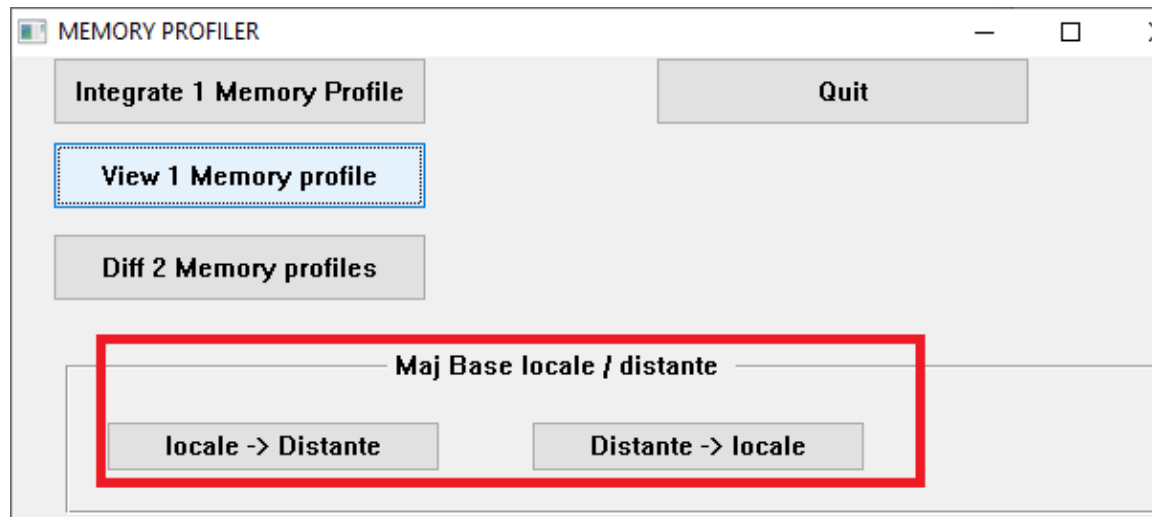 MEMORY PROFILER
Integrate 1 Memory Profile
Quit
View 1 Memory profile
Diff 2 Memory profiles
Maj Base locale / distante
locale -> Distante
Distante -> locale